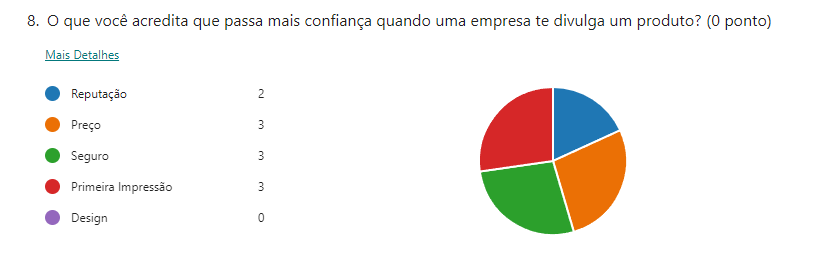 8. O que você acredita que passa mais confiança quando uma empresa te divulga um produto? (0 ponto)
Mais Detalhes
Reputação 2
Preço 3
Seguro 3
Primeira Impressão 3
Design 0